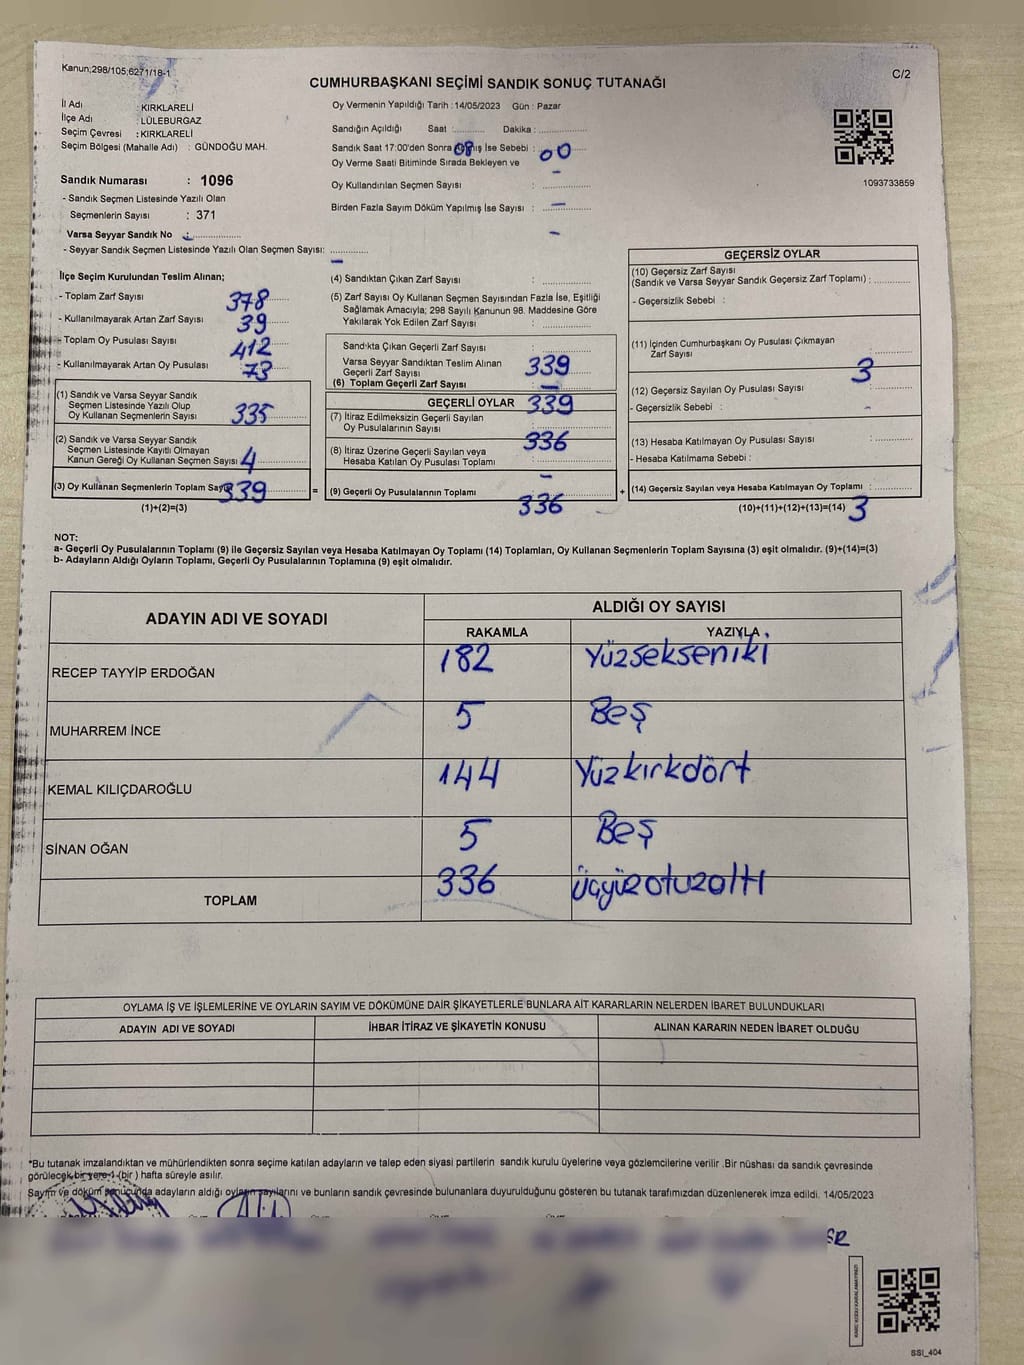 Kanun;298/105;6271/18-1
C/2
CUMHURBAŞKANI SEÇİMİ SANDIK SONUÇ TUTANAĞI
İl Adı : KIRKLARELİ
İlçe Adı : LÜLEBURGAZ
Seçim Çevresi : KIRKLARELİ
Seçim Bölgesi (Mahalle Adı) : GÜNDOĞU MAH.
Oy Vermenin Yapıldığı Tarih : 14/05/2023 Gün : Pazar
Sandığın Açıldığı Saat :.......... Dakika : ..........
08 00
Sandık Saat 17:00'den Sonra Açılmış İse Sebebi :
Oy Verme Saati Bitiminde Sırada Bekleyen ve
Oy Kullandırılan Seçmen Sayısı : -
Birden Fazla Sayım Döküm Yapılmış İse Sayısı : -
-
1093733859
Sandık Numarası : 1096
- Sandık Seçmen Listesinde Yazılı Olan
Seçmenlerin Sayısı : 371
Varsa Seyyar Sandık No : -
- Seyyar Sandık Seçmen Listesinde Yazılı Olan Seçmen Sayısı: -
İlçe Seçim Kurulundan Teslim Alınan;
- Toplam Zarf Sayısı 378
- Kullanılmayarak Artan Zarf Sayısı 39
- Toplam Oy Pusulası Sayısı 412
- Kullanılmayarak Artan Oy Pusulası 73
(1) Sandık ve Varsa Seyyar Sandık
Seçmen Listesinde Yazılı Olup
Oy Kullanan Seçmenlerin Sayısı 335
(2) Sandık ve Varsa Seyyar Sandık
Seçmen Listesinde Kayıtlı Olmayan
Kanun Gereği Oy Kullanan Seçmen Sayısı 4
(3) Oy Kullanan Seçmenlerin Toplam Sayısı 339
(1)+(2)=(3)
=
(4) Sandıktan Çıkan Zarf Sayısı :
(5) Zarf Sayısı Oy Kullanan Seçmen Sayısından Fazla İse, Eşitliği
Sağlamak Amacıyla; 298 Sayılı Kanunun 98. Maddesine Göre
Yakılarak Yok Edilen Zarf Sayısı :
Sandıkta Çıkan Geçerli Zarf Sayısı
339
Varsa Seyyar Sandıktan Teslim Alınan
Geçerli Zarf Sayısı
-
(6) Toplam Geçerli Zarf Sayısı
GEÇERLİ OYLAR 339
(7) İtiraz Edilmeksizin Geçerli Sayılan
Oy Pusulalarının Sayısı
336
(8) İtiraz Üzerine Geçerli Sayılan veya
Hesaba Katılan Oy Pusulası Toplamı
-
(9) Geçerli Oy Pusulalarının Toplamı
336
+
GEÇERSİZ OYLAR
(10) Geçersiz Zarf Sayısı
(Sandık ve Varsa Seyyar Sandık Geçersiz Zarf Toplamı) :
- Geçersizlik Sebebi :
(11) İçinden Cumhurbaşkanı Oy Pusulası Çıkmayan
Zarf Sayısı :
3
(12) Geçersiz Sayılan Oy Pusulası Sayısı :
- Geçersizlik Sebebi : -
(13) Hesaba Katılmayan Oy Pusulası Sayısı :
- Hesaba Katılmama Sebebi :
(14) Geçersiz Sayılan veya Hesaba Katılmayan Oy Toplamı :
(10)+(11)+(12)+(13)=(14) 3
NOT:
a- Geçerli Oy Pusulalarının Toplamı (9) ile Geçersiz Sayılan veya Hesaba Katılmayan Oy Toplamı (14) Toplamları, Oy Kullanan Seçmenlerin Toplam Sayısına (3) eşit olmalıdır. (9)+(14)=(3)
b- Adayların Aldığı Oyların Toplamı, Geçerli Oy Pusulalarının Toplamına (9) eşit olmalıdır.
ADAYIN ADI VE SOYADI ALDIĞI OY SAYISI
RAKAMLA YAZIYLA
RECEP TAYYİP ERDOĞAN 182 Yüzsekseniki
MUHARREM İNCE 5 Beş
KEMAL KILIÇDAROĞLU 144 Yüzkırkdört
SİNAN OĞAN 5 Beş
TOPLAM 336 üçyüzotuzaltı
OYLAMA İŞ VE İŞLEMLERİNE VE OYLARIN SAYIM VE DÖKÜMÜNE DAİR ŞİKAYETLERLE BUNLARA AİT KARARLARIN NELERDEN İBARET BULUNDUKLARI
ADAYIN ADI VE SOYADI İHBAR İTİRAZ VE ŞİKAYETİN KONUSU ALINAN KARARIN NEDEN İBARET OLDUĞU
*Bu tutanak imzalandıktan ve mühürlendikten sonra seçime katılan adayların ve talep eden siyasi partilerin sandık kurulu üyelerine veya gözlemcilerine verilir .Bir nüshası da sandık çevresinde
görülecek bir yere 1 (bir ) hafta süreyle asılır.
Sayım ve döküm sonucunda adayların aldığı oyların sayılarını ve bunların sandık çevresinde bulunanlara duyurulduğunu gösteren bu tutanak tarafımızdan düzenlenerek imza edildi. 14/05/2023
SSI_404